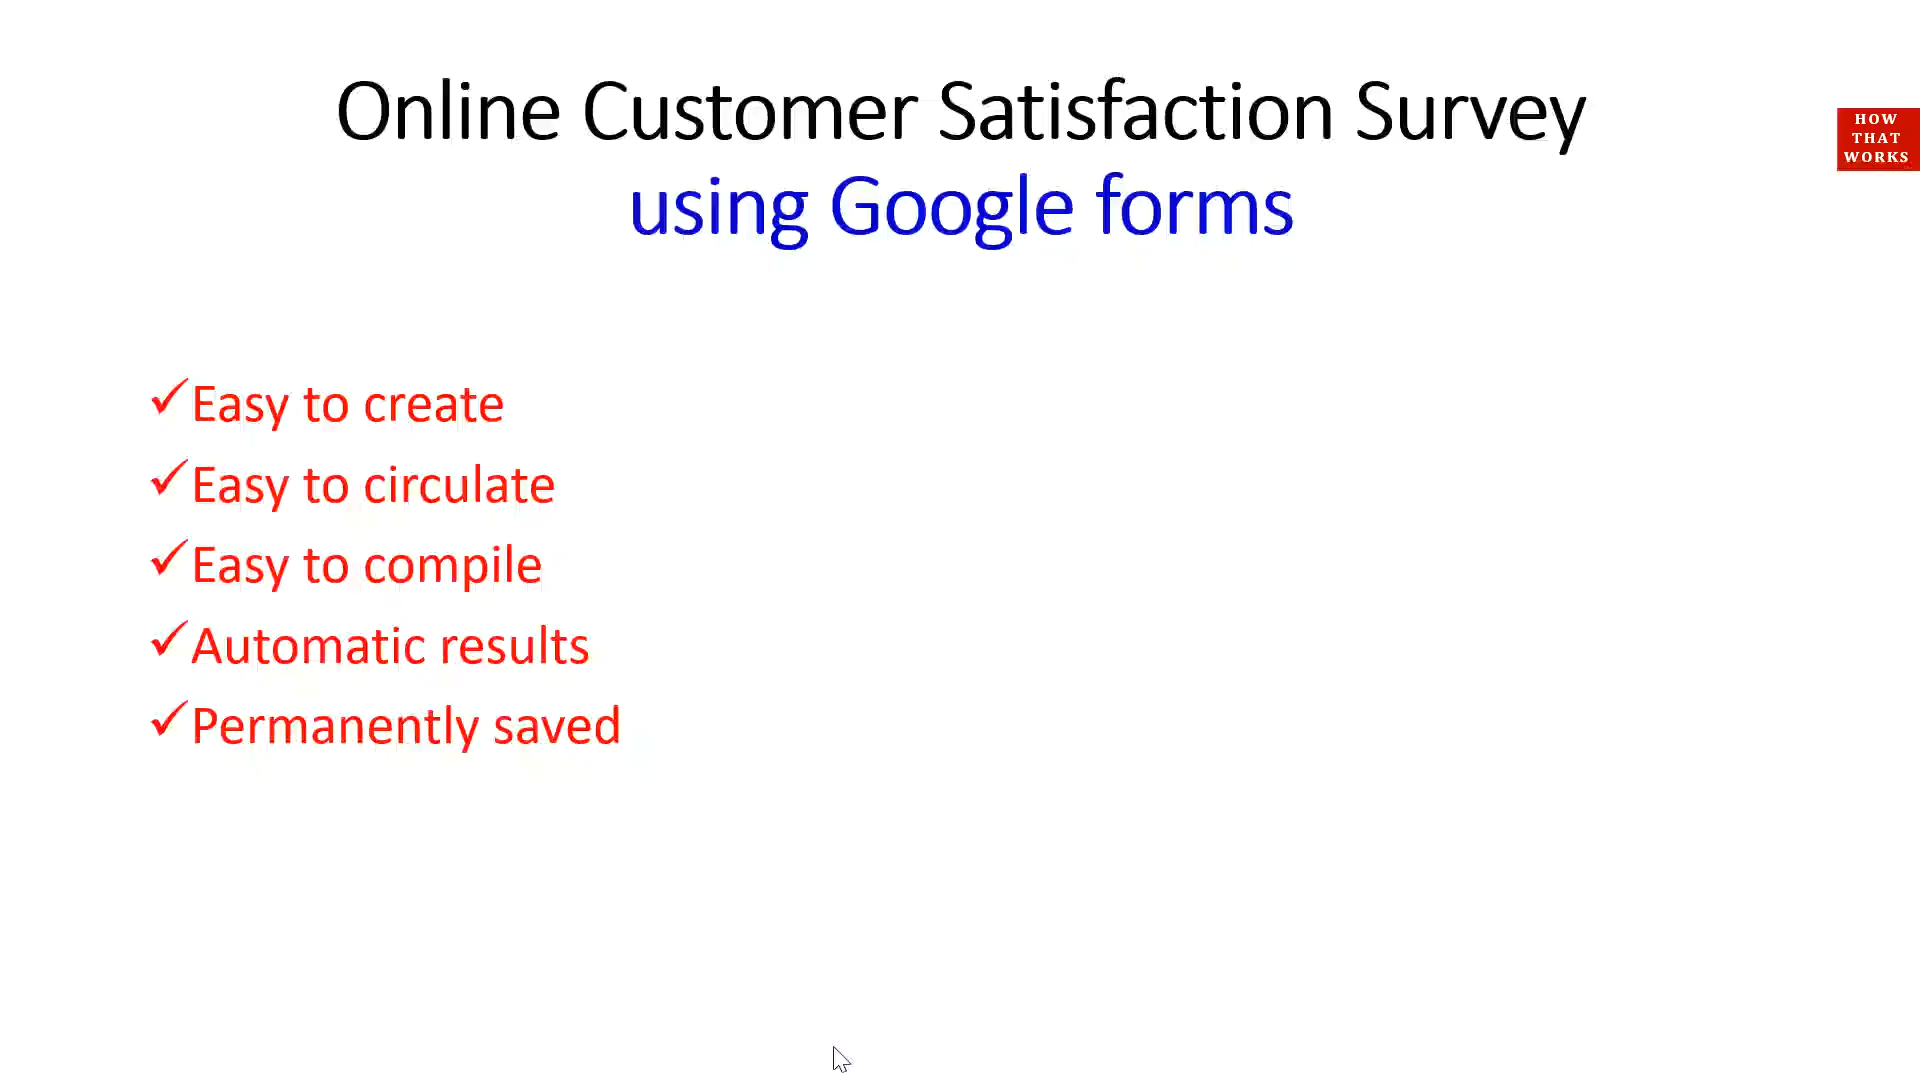 Online Customer Satisfaction Survey
using Google forms
HOW
THAT
WORKS
✓Easy to create
✓Easy to circulate
✓Easy to compile
✓Automatic results
✓Permanently saved